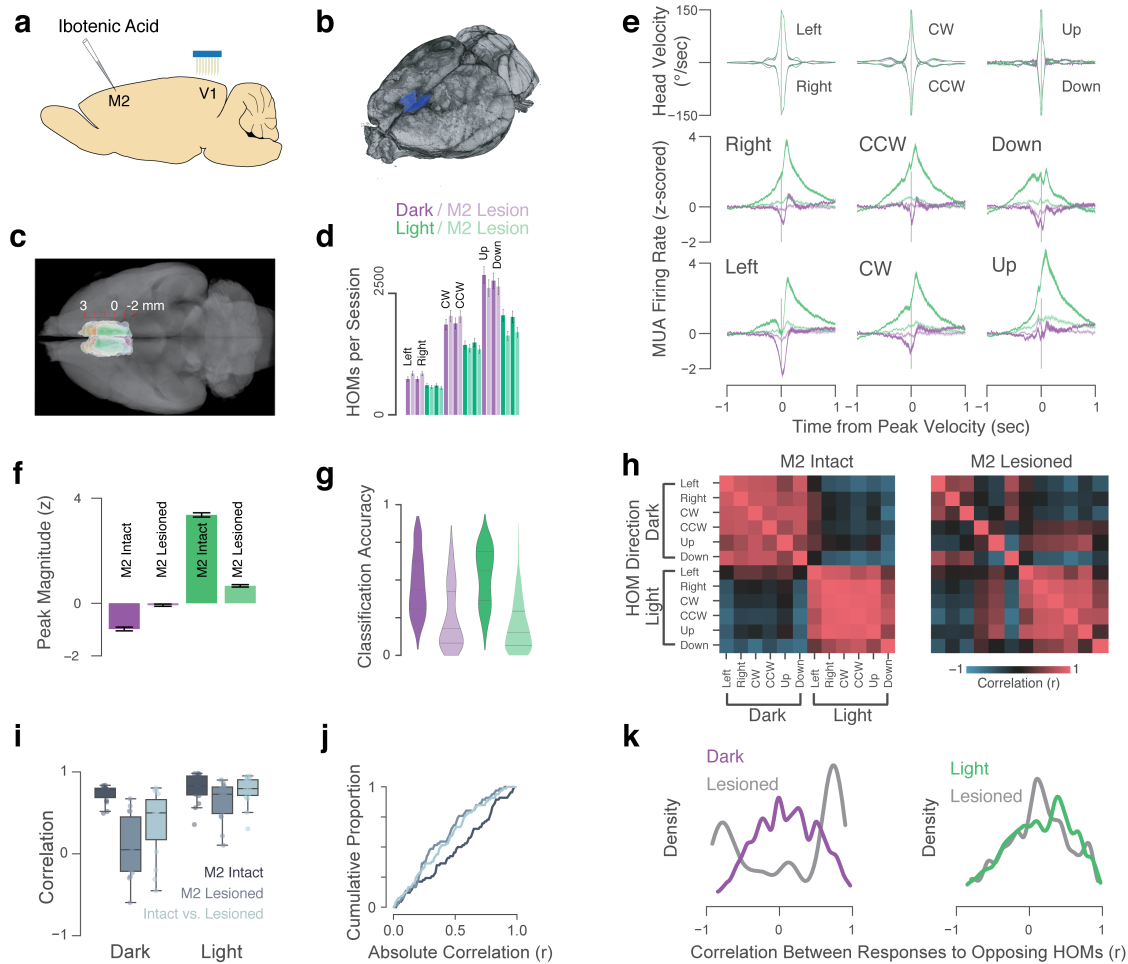 a
Ibotenic Acid
M2
V1
b
c
3 0 -2 mm
Dark / M2 Lesion
Light / M2 Lesion
d
HOMs per Session
2500
0
Left
Right
CW
CCW
Up
Down
e
Head Velocity
(°/sec)
150
−150
Left
Right
CW
CCW
Up
Down
MUA Firing Rate (z-scored)
4
0
−2
Right
CCW
Down
4
0
−2
Left
CW
Up
−1 0 1
−1 0 1
−1 0 1
Time from Peak Velocity (sec)
f
Peak Magnitude (z)
4
0
−2
M2 Intact
M2 Lesioned
M2 Intact
M2 Lesioned
g
Classification Accuracy
1
0
h
M2 Intact
M2 Lesioned
HOM Direction
Dark
Light
Left
Right
CW
CCW
Up
Down
Left
Right
CW
CCW
Up
Down
Left
Right
CW
CCW
Up
Down
Left
Right
CW
CCW
Up
Down
Dark
Light
−1 1
Correlation (r)
i
Correlation
1
0
−1
M2 Intact
M2 Lesioned
Intact vs. Lesioned
Dark
Light
j
Cumulative Proportion
1
0
0.0 0.5 1.0
Absolute Correlation (r)
k
Dark
Lesioned
Density
−1 0 1
Light
Lesioned
Density
−1 0 1
Correlation Between Responses to Opposing HOMs (r)